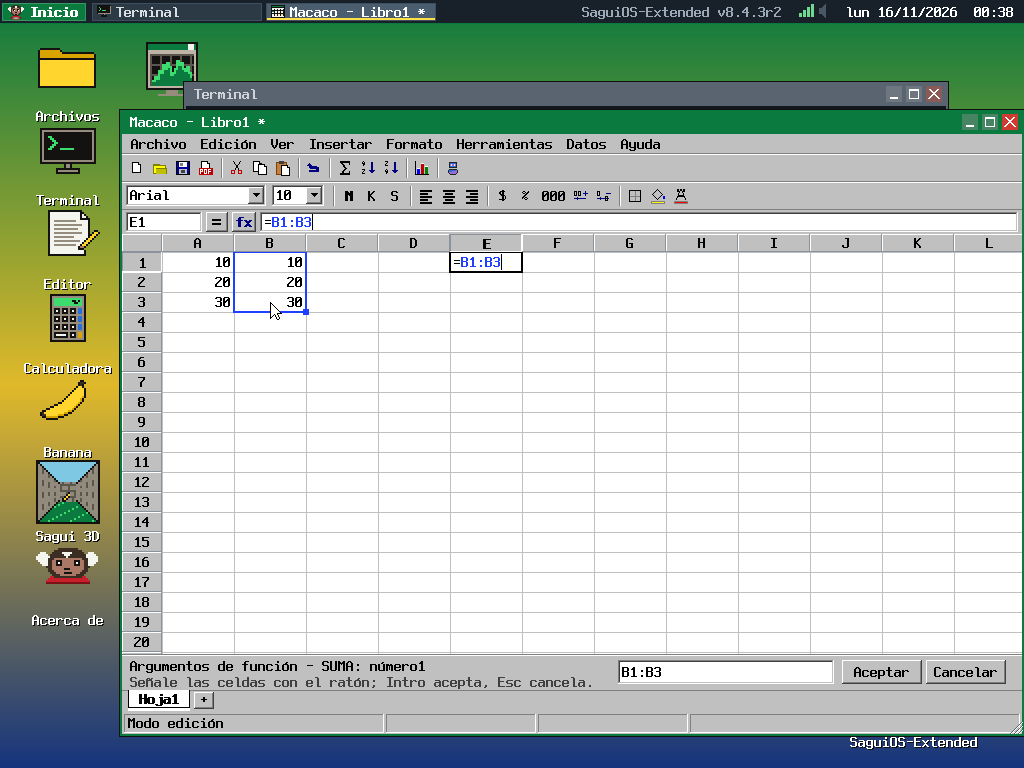 Inicio
Terminal
Macaco - Libro1 *
SaguiOS-Extended v8.4.3r2
lun 16/11/2026
00:38
Archivos
Terminal
Editor
Calculadora
Banana
Sagui 3D
Acerca de
Terminal
Macaco - Libro1 *
Archivo Edición Ver Insertar Formato Herramientas Datos Ayuda
PDF
Arial 10 N K S $ % 000
E1 = fx =B1:B3
A B C D E F G H I J K L
1 10 10 =B1:B3
2 20 20
3 30 30
4
5
6
7
8
9
10
11
12
13
14
15
16
17
18
19
20
Argumentos de función - SUMA: número1
Señale las celdas con el ratón; Intro acepta, Esc cancela.
B1:B3
Aceptar
Cancelar
Hoja1 +
Modo edición
SaguiOS-Extended